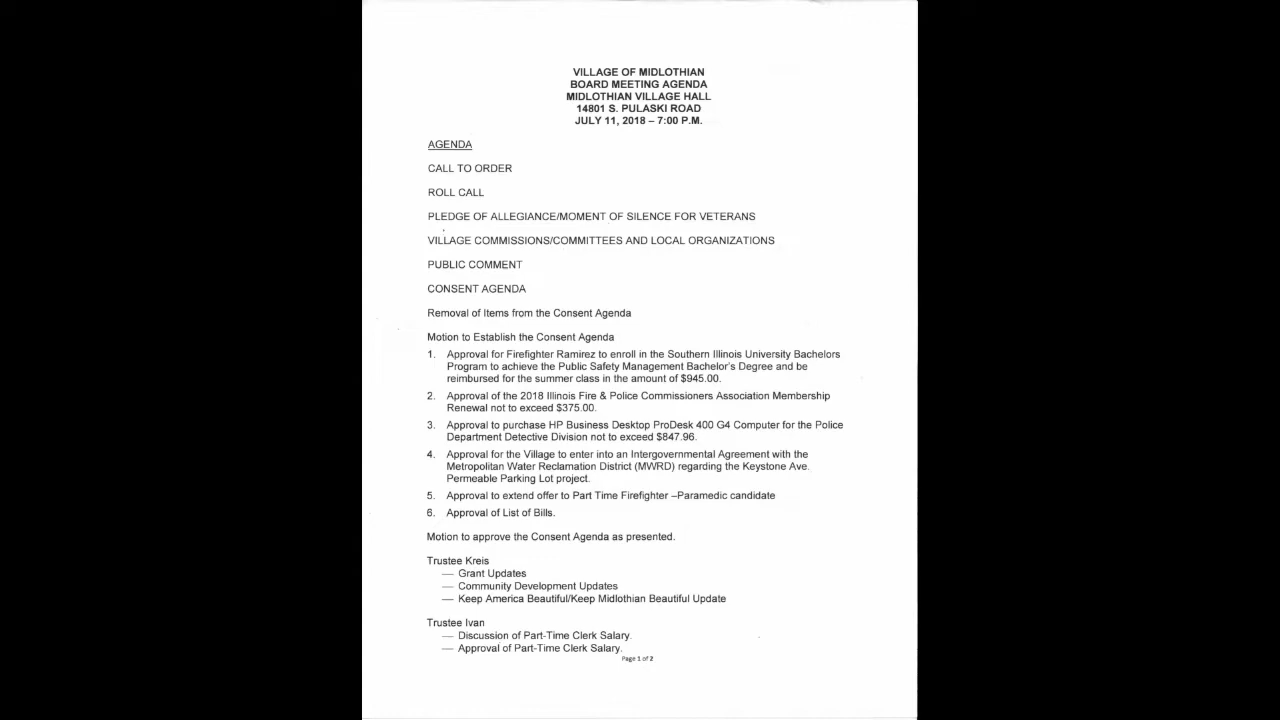 VILLAGE OF MIDLOTHIAN
BOARD MEETING AGENDA
MIDLOTHIAN VILLAGE HALL
14801 S. PULASKI ROAD
JULY 11, 2018 – 7:00 P.M.
AGENDA
CALL TO ORDER
ROLL CALL
PLEDGE OF ALLEGIANCE/MOMENT OF SILENCE FOR VETERANS
VILLAGE COMMISSIONS/COMMITTEES AND LOCAL ORGANIZATIONS
PUBLIC COMMENT
CONSENT AGENDA
Removal of Items from the Consent Agenda
Motion to Establish the Consent Agenda
1. Approval for Firefighter Ramirez to enroll in the Southern Illinois University Bachelors
Program to achieve the Public Safety Management Bachelor's Degree and be
reimbursed for the summer class in the amount of $945.00.
2. Approval of the 2018 Illinois Fire & Police Commissioners Association Membership
Renewal not to exceed $375.00.
3. Approval to purchase HP Business Desktop ProDesk 400 G4 Computer for the Police
Department Detective Division not to exceed $847.96.
4. Approval for the Village to enter into an Intergovernmental Agreement with the
Metropolitan Water Reclamation District (MWRD) regarding the Keystone Ave.
Permeable Parking Lot project.
5. Approval to extend offer to Part Time Firefighter –Paramedic candidate
6. Approval of List of Bills.
Motion to approve the Consent Agenda as presented.
Trustee Kreis
— Grant Updates
— Community Development Updates
— Keep America Beautiful/Keep Midlothian Beautiful Update
Trustee Ivan
— Discussion of Part-Time Clerk Salary.
— Approval of Part-Time Clerk Salary.
Page 1 of 2